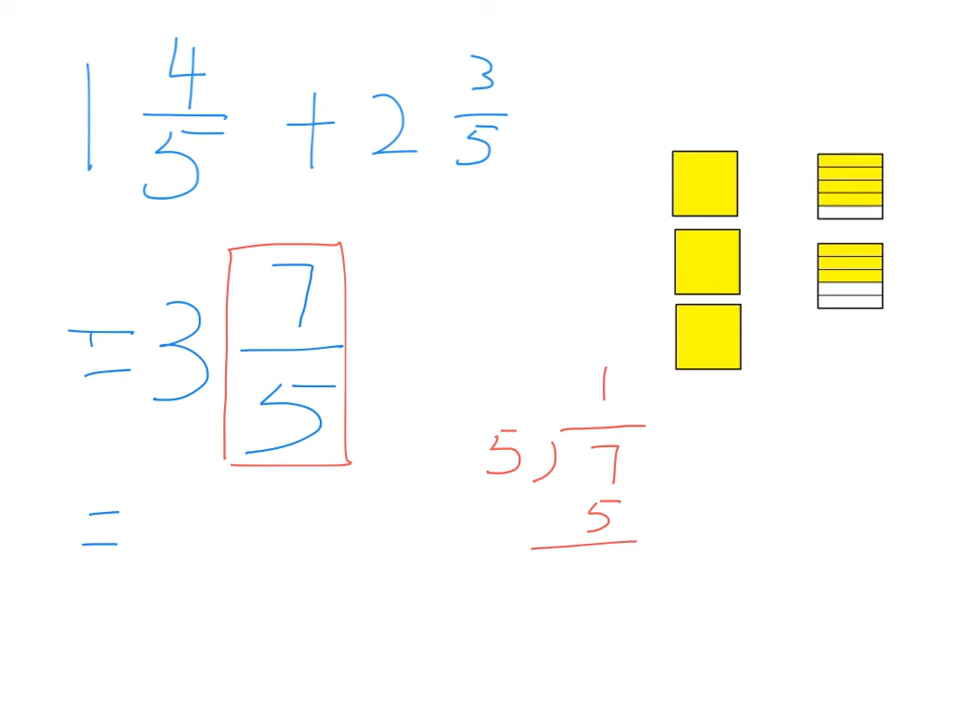 1 4/5 + 2 3/5
= 3 7/5
=
1
5)7
5